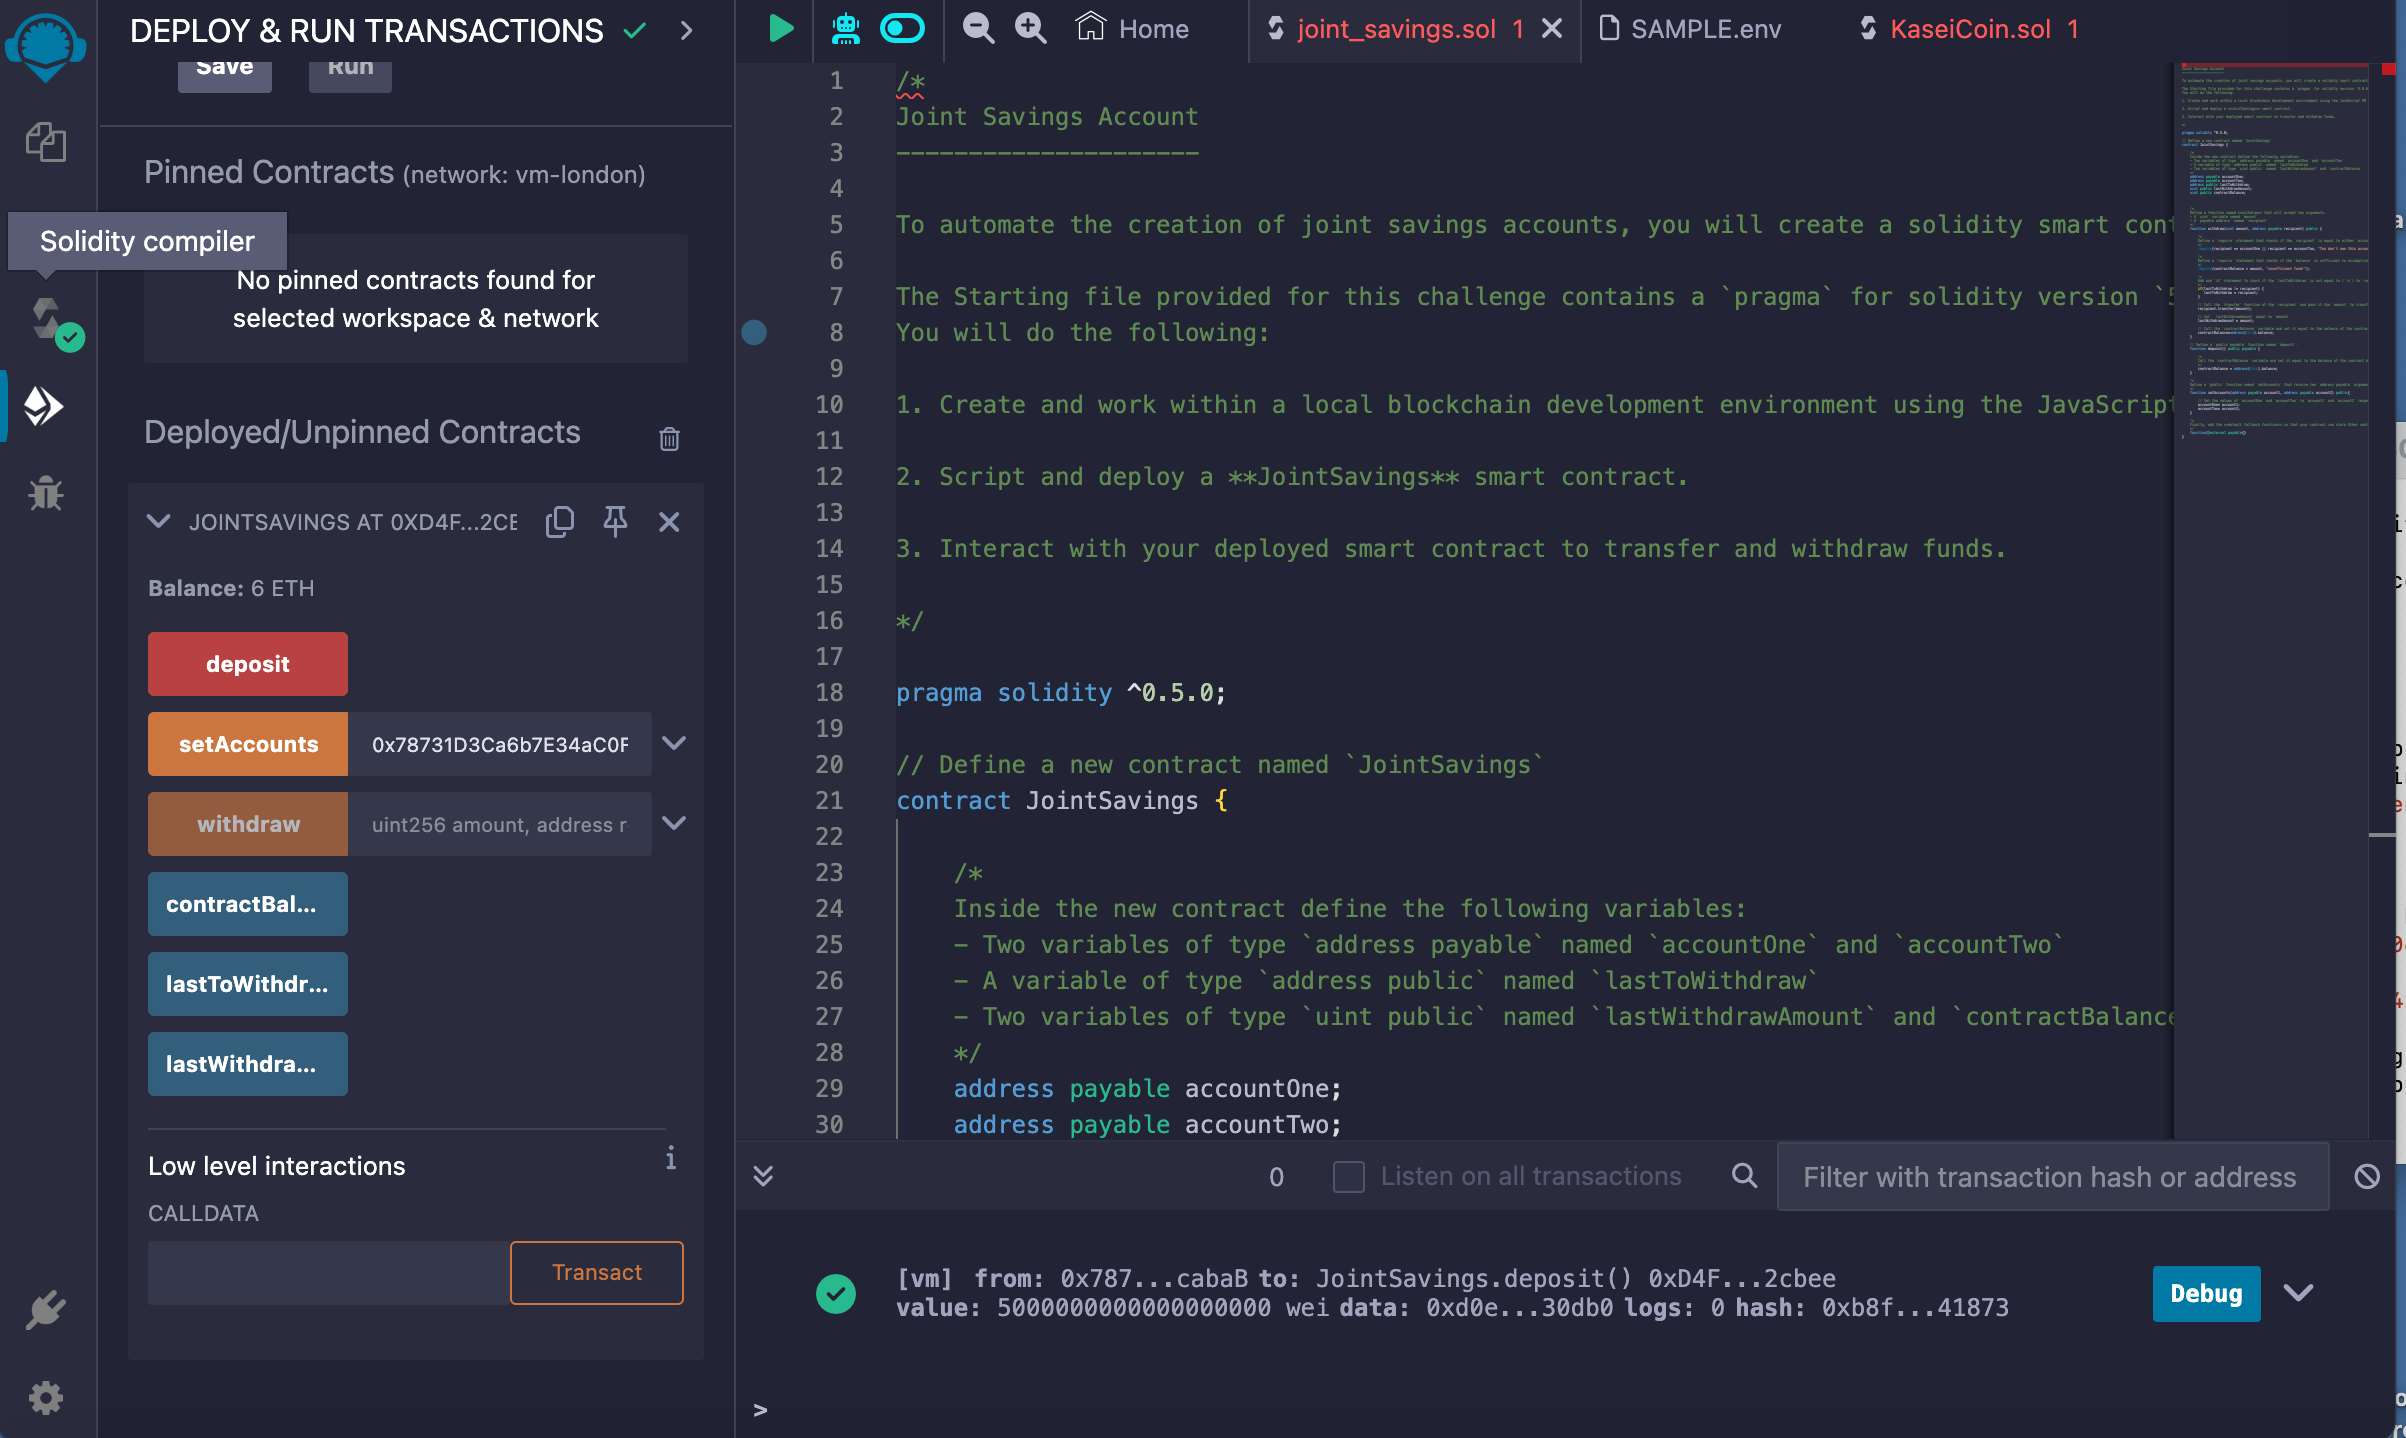 DEPLOY & RUN TRANSACTIONS
Save
Run
Pinned Contracts (network: vm-london)
Solidity compiler
No pinned contracts found for
selected workspace & network
Deployed/Unpinned Contracts
JOINTSAVINGS AT 0XD4F...2CB
Balance: 6 ETH
deposit
setAccounts
0x78731D3Ca6b7E34aC0F
withdraw
uint256 amount, address r
contractBal...
lastToWithdr...
lastWithdra...
Low level interactions
i
CALLDATA
Transact
Home
joint_savings.sol 1
SAMPLE.env
KaseiCoin.sol 1
1 /*
2 Joint Savings Account
3 ---------------------
4
5 To automate the creation of joint savings accounts, you will create a solidity smart cont
6
7 The Starting file provided for this challenge contains a `pragma` for solidity version `5
8 You will do the following:
9
10 1. Create and work within a local blockchain development environment using the JavaScript
11
12 2. Script and deploy a **JointSavings** smart contract.
13
14 3. Interact with your deployed smart contract to transfer and withdraw funds.
15
16 */
17
18 pragma solidity ^0.5.0;
19
20 // Define a new contract named `JointSavings`
21 contract JointSavings {
22
23 /*
24 Inside the new contract define the following variables:
25 - Two variables of type `address payable` named `accountOne` and `accountTwo`
26 - A variable of type `address public` named `lastToWithdraw`
27 - Two variables of type `uint public` named `lastWithdrawAmount` and `contractBalance
28 */
29 address payable accountOne;
30 address payable accountTwo;
0
Listen on all transactions
Filter with transaction hash or address
[vm] from: 0x787...cabaB to: JointSavings.deposit() 0xD4F...2cbee
value: 5000000000000000000 wei data: 0xd0e...30db0 logs: 0 hash: 0xb8f...41873
Debug
>